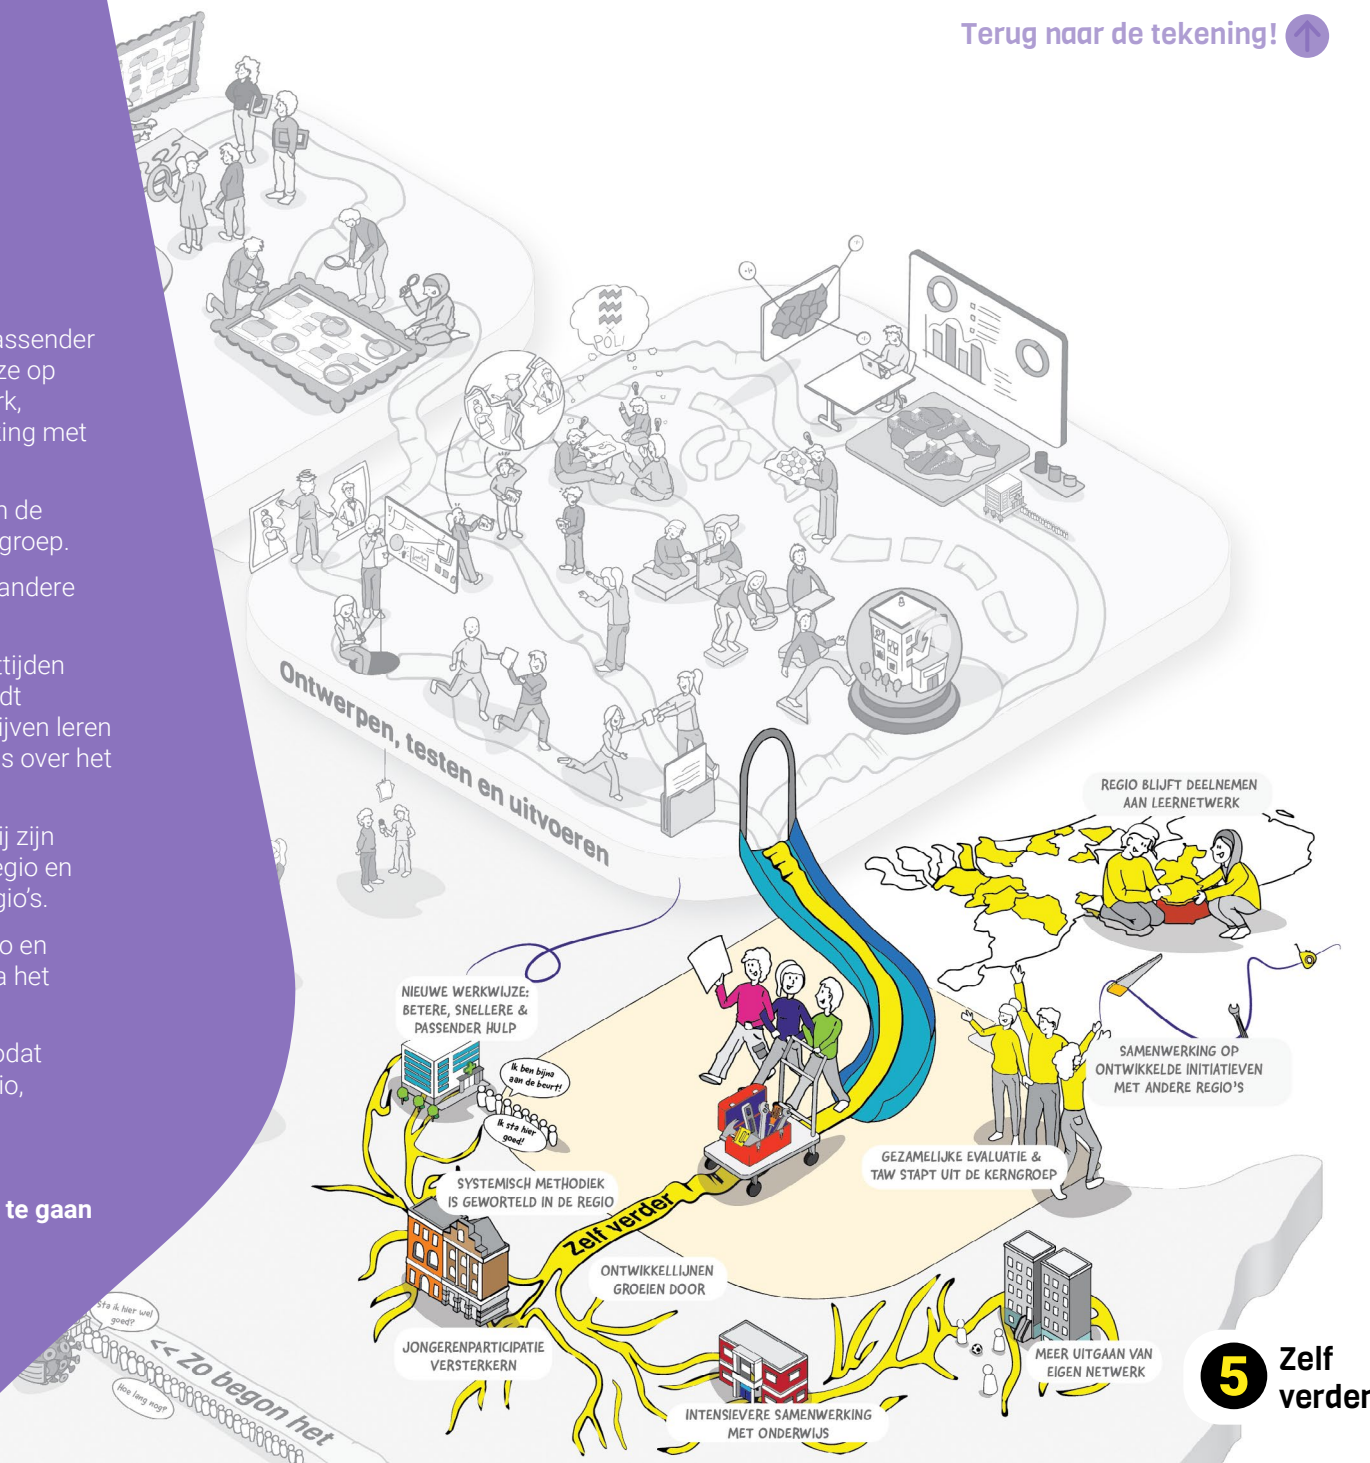 Terug naar de tekening!
assender
ze op
rk,
ing met
n de
groep.
andere
ttijden
dt
ijven leren
s over het
ij zijn
egio en
gio's.
o en
a het
odat
io,
te gaan
POLI
Ontwerpen, testen en uitvoeren
REGIO BLIJFT DEELNEMEN
AAN LEERNETWERK
NIEUWE WERKWIJZE:
BETERE, SNELLERE &
PASSENDER HULP
Ik ben bijna
aan de beurt!
Ik sta hier
goed!
SAMENWERKING OP
ONTWIKKELDE INITIATIEVEN
MET ANDERE REGIO'S
GEZAMELIJKE EVALUATIE &
TAW STAPT UIT DE KERNGROEP
SYSTEMISCH METHODIEK
IS GEWORTELD IN DE REGIO
Zelf verder
ONTWIKKELLIJNEN
GROEIEN DOOR
JONGERENPARTICIPATIE
VERSTERKERN
MEER UITGAAN VAN
EIGEN NETWERK
INTENSIEVERE SAMENWERKING
MET ONDERWIJS
Sta ik hier wel
goed?
Hoe lang nog?
<< Zo begon het
5 Zelf
verder